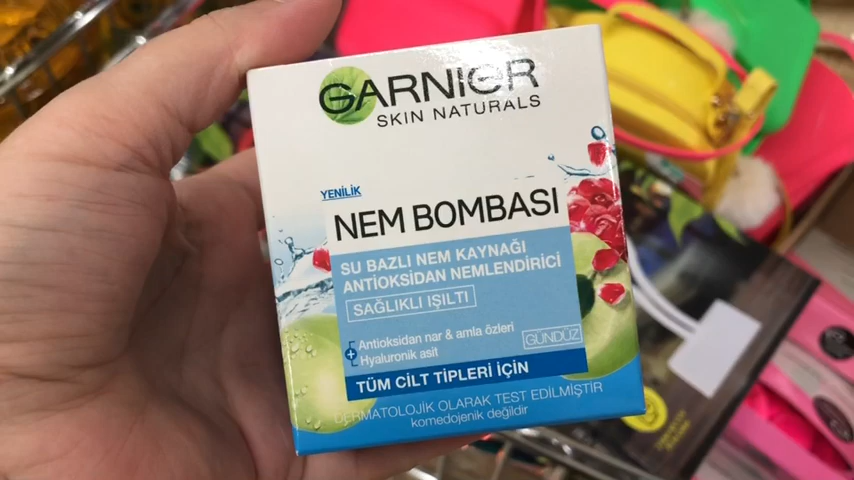 GARNIER
SKIN NATURALS
YENİLİK
NEM BOMBASI
SU BAZLI NEM KAYNAĞI
ANTİOKSİDAN NEMLENDİRİCİ
SAĞLIKLI IŞILTI
+ Antioksidan nar & amla özleri
Hyaluronik asit
GÜNDÜZ
TÜM CİLT TİPLERİ İÇİN
DERMATOLOJİK OLARAK TEST EDİLMİŞTİR
komedojenik değildir